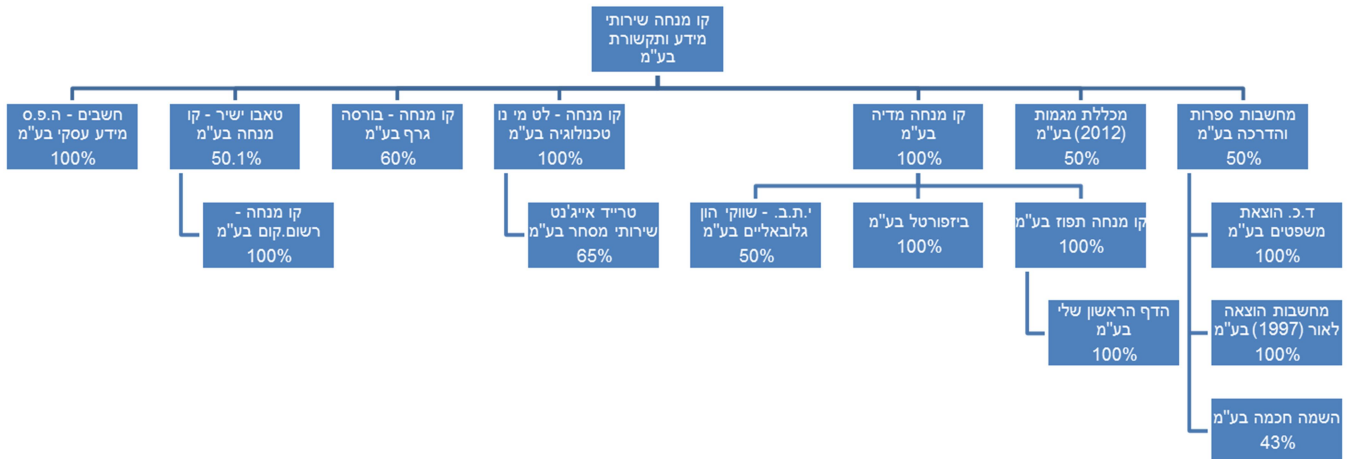 קו מנחה שירותי
מידע ותקשורת
בע"מ
מחשבות ספרות
והדרכה בע"מ
50%
מכללת מגמות
(2012) בע"מ
50%
קו מנחה מדיה
בע"מ
100%
קו מנחה - לט מי נו
טכנולוגיה בע"מ
100%
קו מנחה - בורסה
גרף בע"מ
60%
טאבו ישיר - קו
מנחה בע"מ
50.1%
חשבים - ה.פ.ס
מידע עסקי בע"מ
100%
ד.כ. הוצאת
משפטים בע"מ
100%
קו מנחה תפוז בע"מ
100%
ביזפורטל בע"מ
100%
י.ת.ב. - שווקי הון
גלובאליים בע"מ
50%
טרייד אייג'נט
שירותי מסחר בע"מ
65%
קו מנחה -
רשום.קום בע"מ
100%
מחשבות הוצאה
לאור (1997) בע"מ
100%
הדף הראשון שלי
בע"מ
100%
השמה חכמה בע"מ
43%